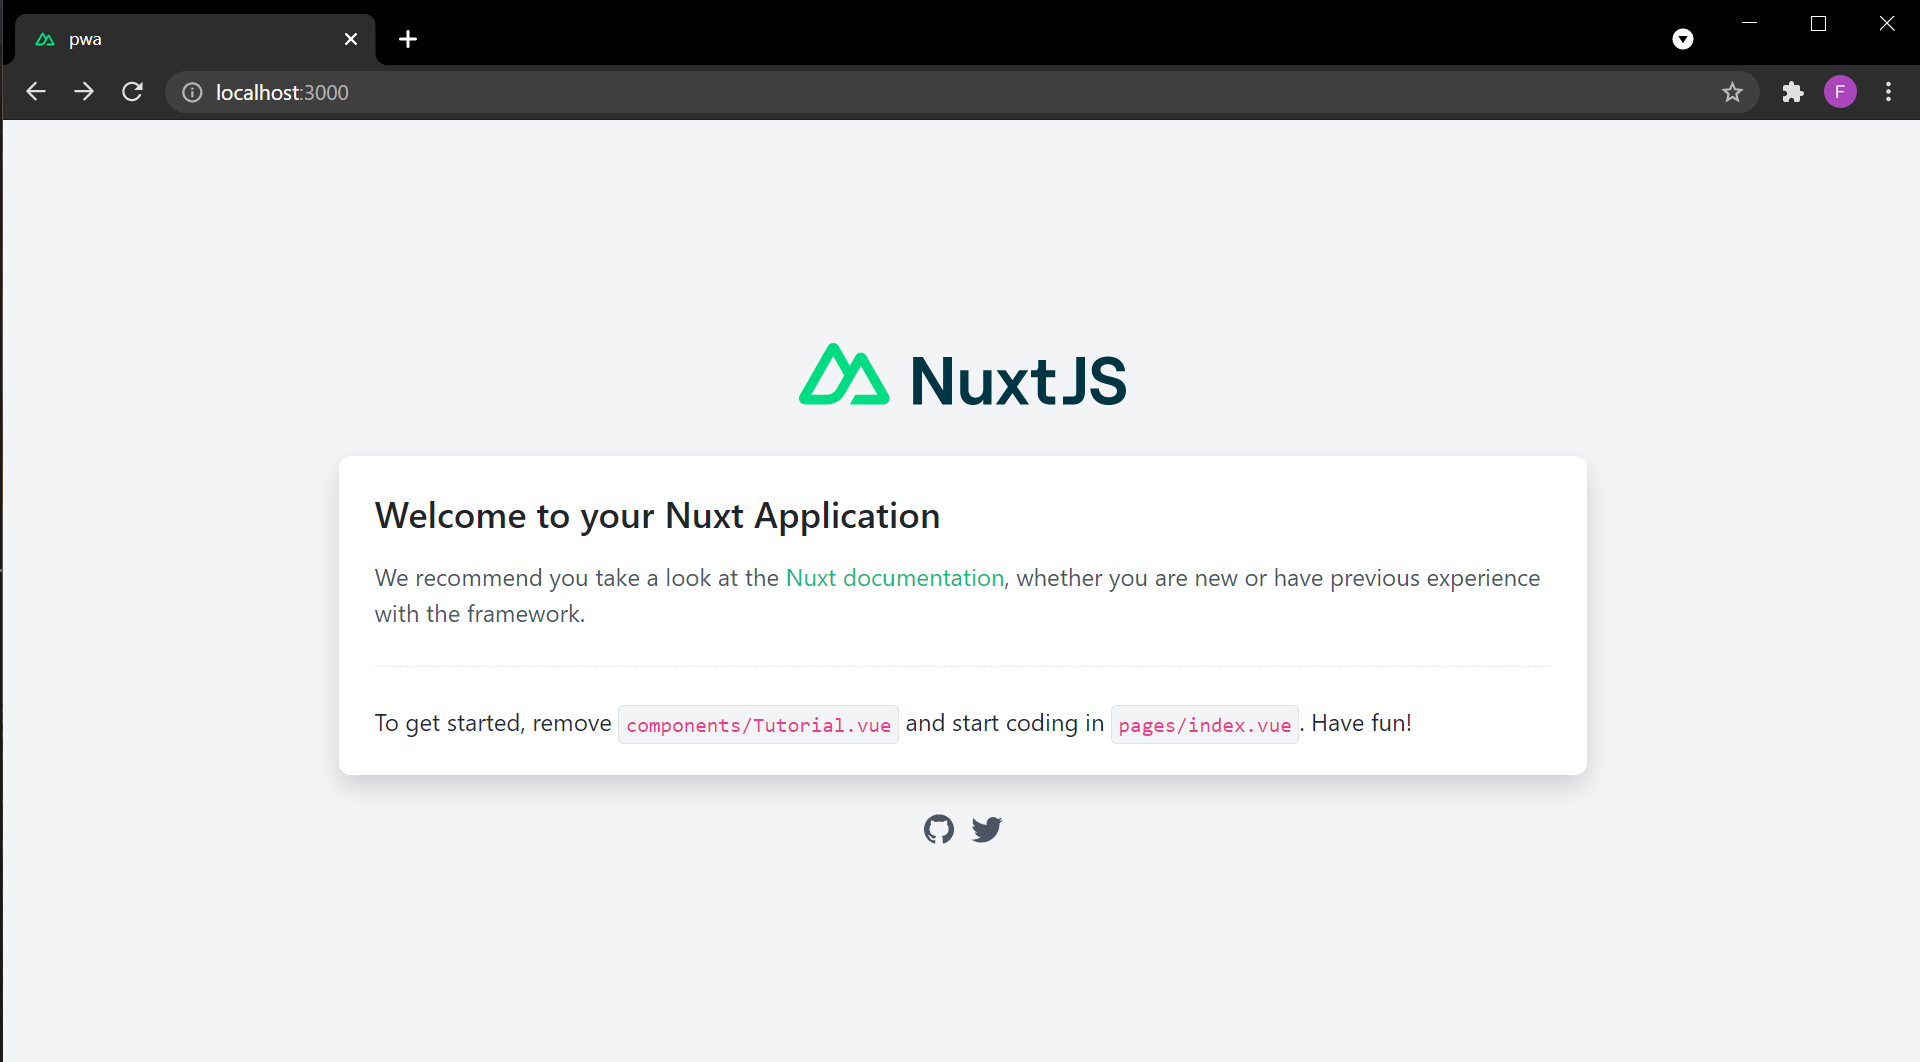 pwa
localhost:3000
F
NuxtJS
Welcome to your Nuxt Application
We recommend you take a look at the Nuxt documentation, whether you are new or have previous experience
with the framework.
To get started, remove components/Tutorial.vue and start coding in pages/index.vue. Have fun!